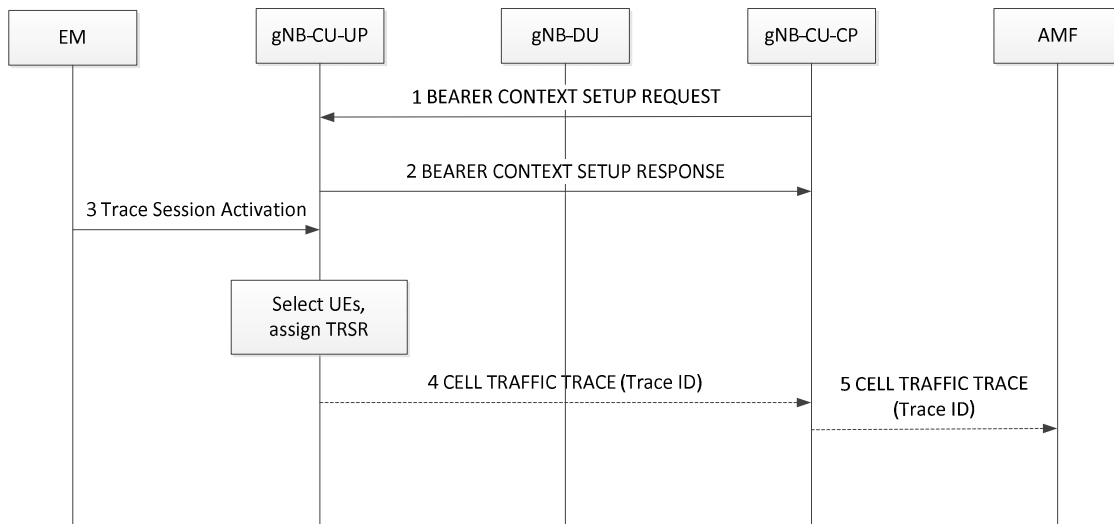 EM
gNB-CU-UP
gNB-DU
gNB-CU-CP
AMF
1 BEARER CONTEXT SETUP REQUEST
2 BEARER CONTEXT SETUP RESPONSE
3 Trace Session Activation
Select UEs,
assign TRSR
4 CELL TRAFFIC TRACE (Trace ID)
5 CELL TRAFFIC TRACE
(Trace ID)